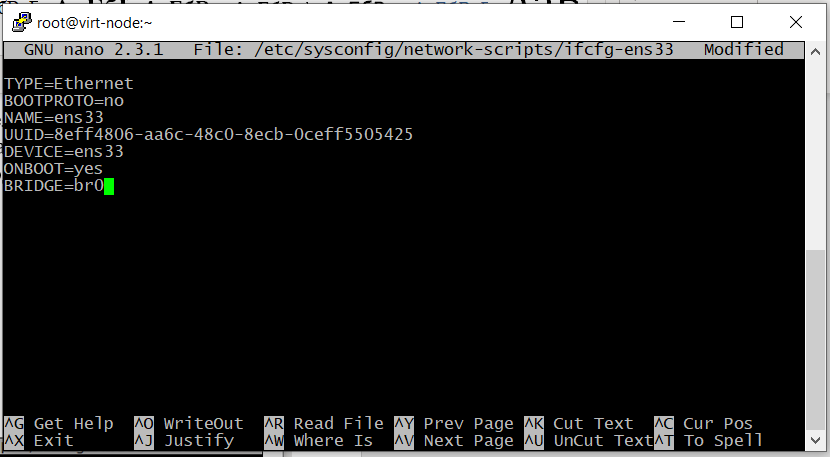 root@virt-node:~
GNU nano 2.3.1 File: /etc/sysconfig/network-scripts/ifcfg-ens33 Modified
TYPE=Ethernet
BOOTPROTO=no
NAME=ens33
UUID=8eff4806-aa6c-48c0-8ecb-0ceff5505425
DEVICE=ens33
ONBOOT=yes
BRIDGE=br0
^G Get Help ^O WriteOut ^R Read File ^Y Prev Page ^K Cut Text ^C Cur Pos
^X Exit ^J Justify ^W Where Is ^V Next Page ^U UnCut Text ^T To Spell